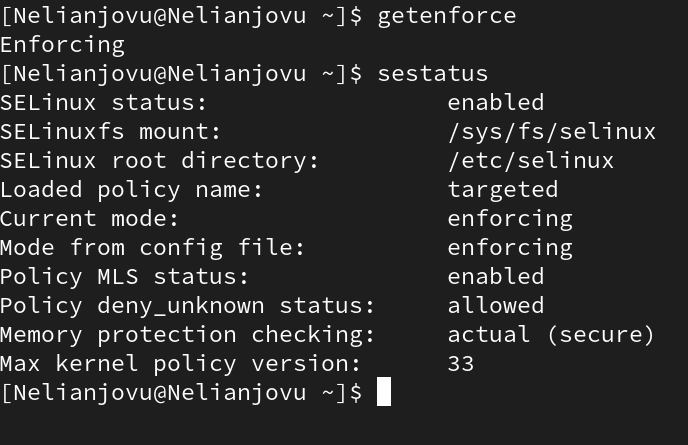 [Nelianjovu@Nelianjovu ~]$ getenforce
Enforcing
[Nelianjovu@Nelianjovu ~]$ sestatus
SELinux status:                 enabled
SELinuxfs mount:                /sys/fs/selinux
SELinux root directory:         /etc/selinux
Loaded policy name:             targeted
Current mode:                   enforcing
Mode from config file:          enforcing
Policy MLS status:              enabled
Policy deny_unknown status:     allowed
Memory protection checking:     actual (secure)
Max kernel policy version:      33
[Nelianjovu@Nelianjovu ~]$